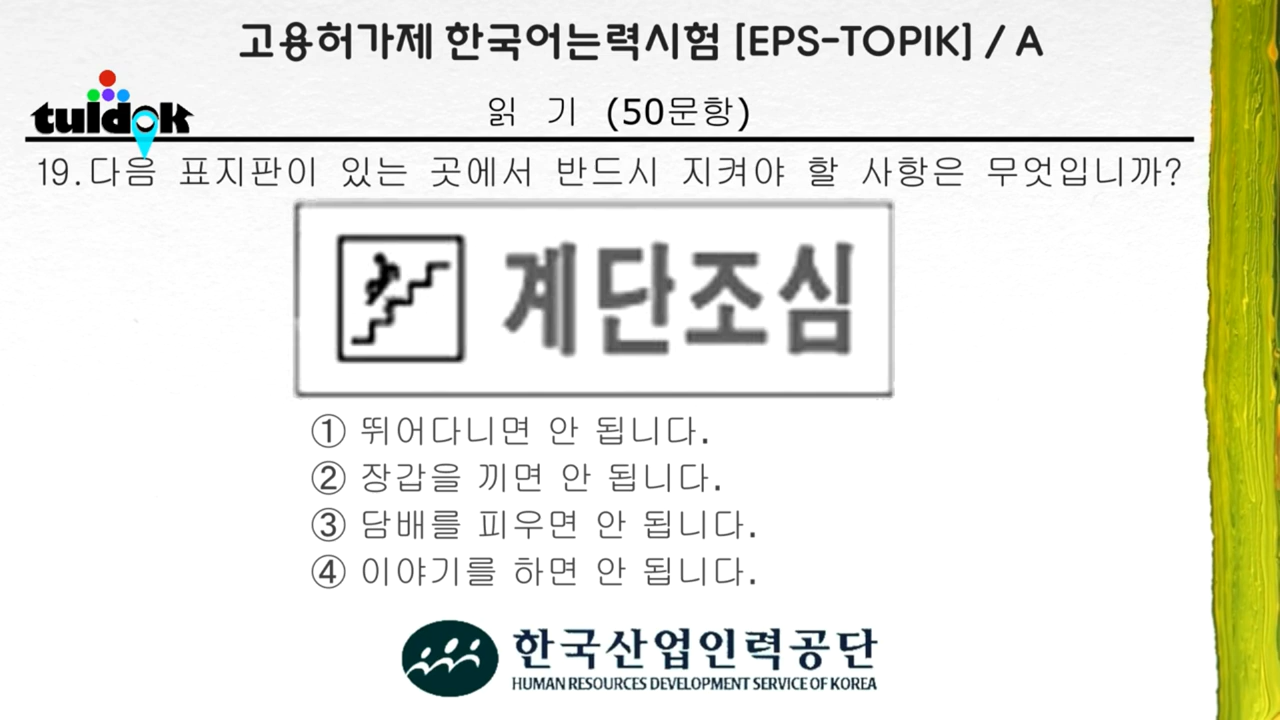 고용허가제 한국어능력시험 [EPS-TOPIK] / A
tuidok
읽 기 (50문항)
19.다음 표지판이 있는 곳에서 반드시 지켜야 할 사항은 무엇입니까?
계단조심
① 뛰어다니면 안 됩니다.
② 장갑을 끼면 안 됩니다.
③ 담배를 피우면 안 됩니다.
④ 이야기를 하면 안 됩니다.
한국산업인력공단
HUMAN RESOURCES DEVELOPMENT SERVICE OF KOREA